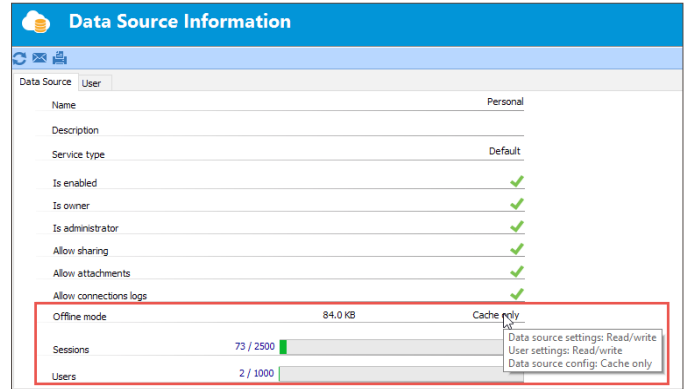 Data Source Information
Data Source User
Name Personal
Description
Service type Default
Is enabled
Is owner
Is administrator
Allow sharing
Allow attachments
Allow connections logs
Offline mode 84.0 KB Cache only
Sessions 73 / 2500
Data source settings: Read/write
User settings: Read/write
Data source config: Cache only
Users 2 / 1000